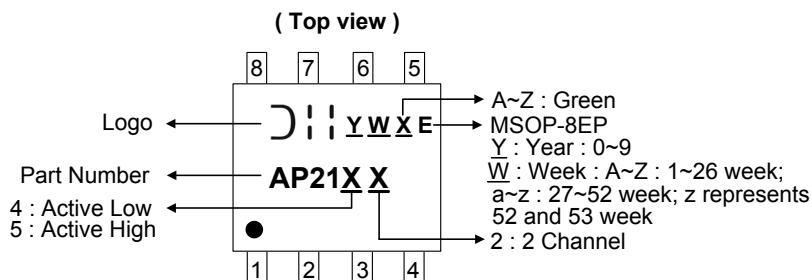 ( Top view )
8 7 6 5
Logo
Y W X E
A~Z : Green
MSOP-8EP
Y : Year : 0~9
W : Week : A~Z : 1~26 week;
a~z : 27~52 week; z represents
52 and 53 week
Part Number
AP21X X
4 : Active Low
5 : Active High
2 : 2 Channel
1 2 3 4